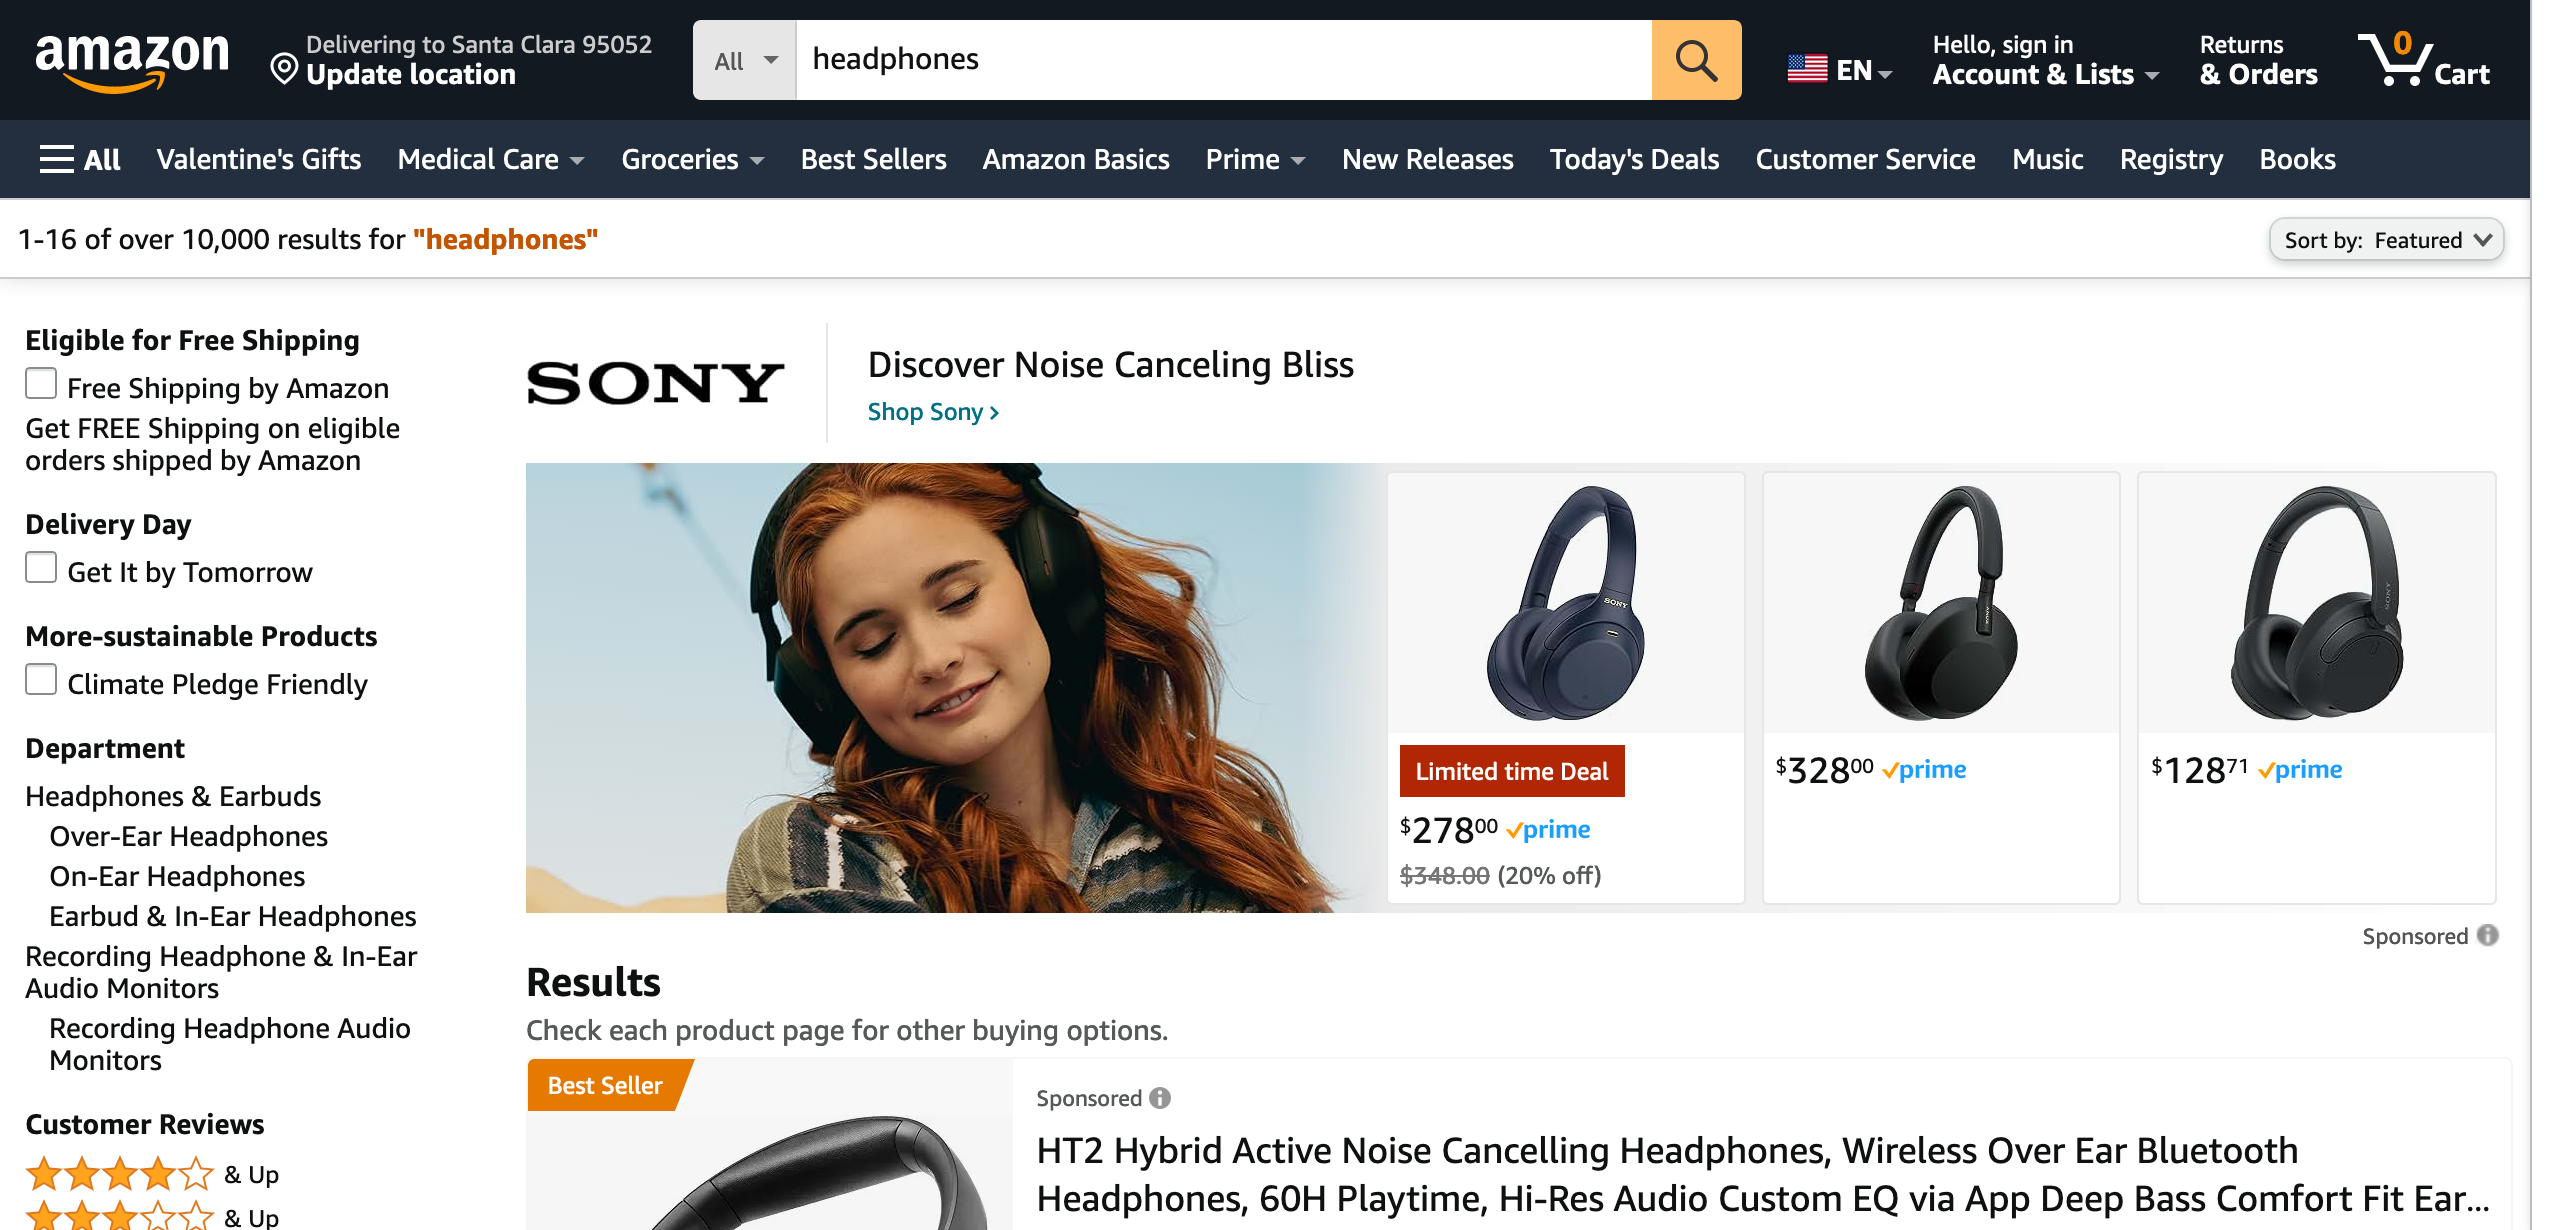 amazon
Delivering to Santa Clara 95052
Update location
All
headphones
EN
Hello, sign in
Account & Lists
Returns
& Orders
0
Cart
All
Valentine's Gifts
Medical Care
Groceries
Best Sellers
Amazon Basics
Prime
New Releases
Today's Deals
Customer Service
Music
Registry
Books
1-16 of over 10,000 results for "headphones"
Sort by: Featured
Eligible for Free Shipping
Free Shipping by Amazon
Get FREE Shipping on eligible
orders shipped by Amazon
Delivery Day
Get It by Tomorrow
More-sustainable Products
Climate Pledge Friendly
Department
Headphones & Earbuds
Over-Ear Headphones
On-Ear Headphones
Earbud & In-Ear Headphones
Recording Headphone & In-Ear
Audio Monitors
Recording Headphone Audio
Monitors
Customer Reviews
& Up
& Up
SONY
Discover Noise Canceling Bliss
Shop Sony
SONY
SONY
SONY
Limited time Deal
$27800 prime
$348.00 (20% off)
$32800 prime
$12871 prime
Sponsored
Results
Check each product page for other buying options.
Best Seller
Sponsored
HT2 Hybrid Active Noise Cancelling Headphones, Wireless Over Ear Bluetooth
Headphones, 60H Playtime, Hi-Res Audio Custom EQ via App Deep Bass Comfort Fit Ear...